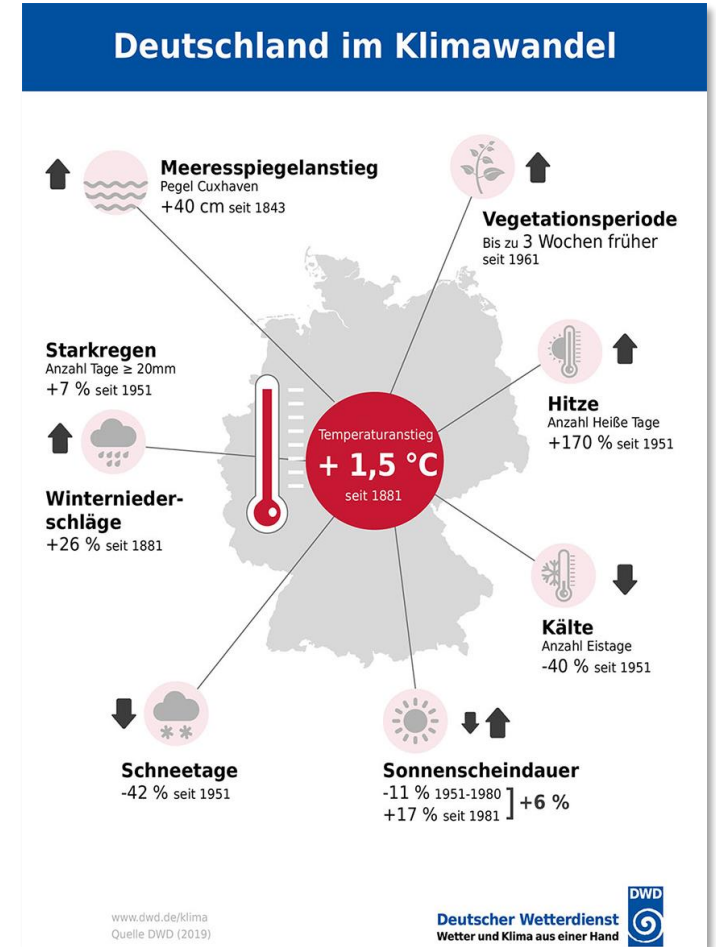 Deutschland im Klimawandel
Meeresspiegelanstieg
Pegel Cuxhaven
+40 cm seit 1843
Vegetationsperiode
Bis zu 3 Wochen früher
seit 1961
Starkregen
Anzahl Tage ≥ 20mm
+7 % seit 1951
Hitze
Anzahl Heiße Tage
+170 % seit 1951
Temperaturanstieg
+ 1,5 °C
seit 1881
Winternieder-
schläge
+26 % seit 1881
Kälte
Anzahl Eistage
-40 % seit 1951
Schneetage
-42 % seit 1951
Sonnenscheindauer
-11 % 1951-1980
+17 % seit 1981
+6 %
www.dwd.de/klima
Quelle DWD (2019)
Deutscher Wetterdienst
Wetter und Klima aus einer Hand
DWD